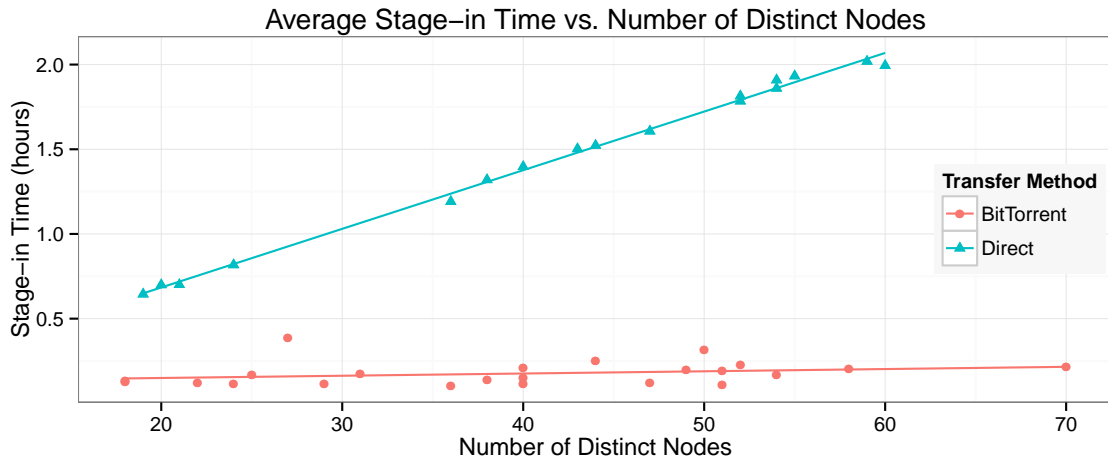 Average Stage−in Time vs. Number of Distinct Nodes
Stage−in Time (hours)
2.0
1.5
1.0
0.5
20 30 40 50 60 70
Number of Distinct Nodes
Transfer Method
BitTorrent
Direct